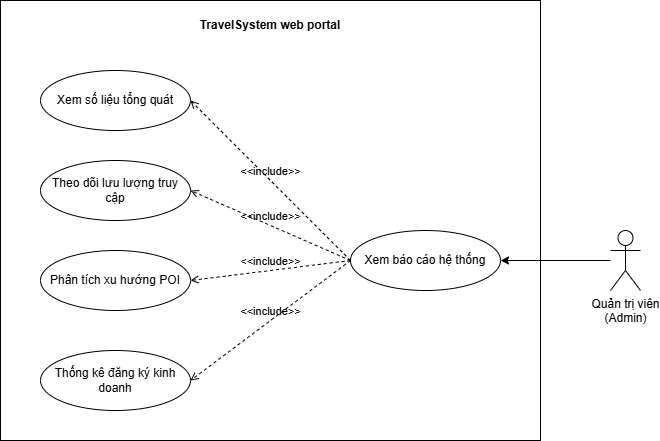 TravelSystem web portal
Xem số liệu tổng quát
<<include>>
Theo dõi lưu lượng truy
cập
<<include>>
Xem báo cáo hệ thống
Phân tích xu hướng POI
<<include>>
Quản trị viên
(Admin)
<<include>>
Thống kê đăng ký kinh
doanh